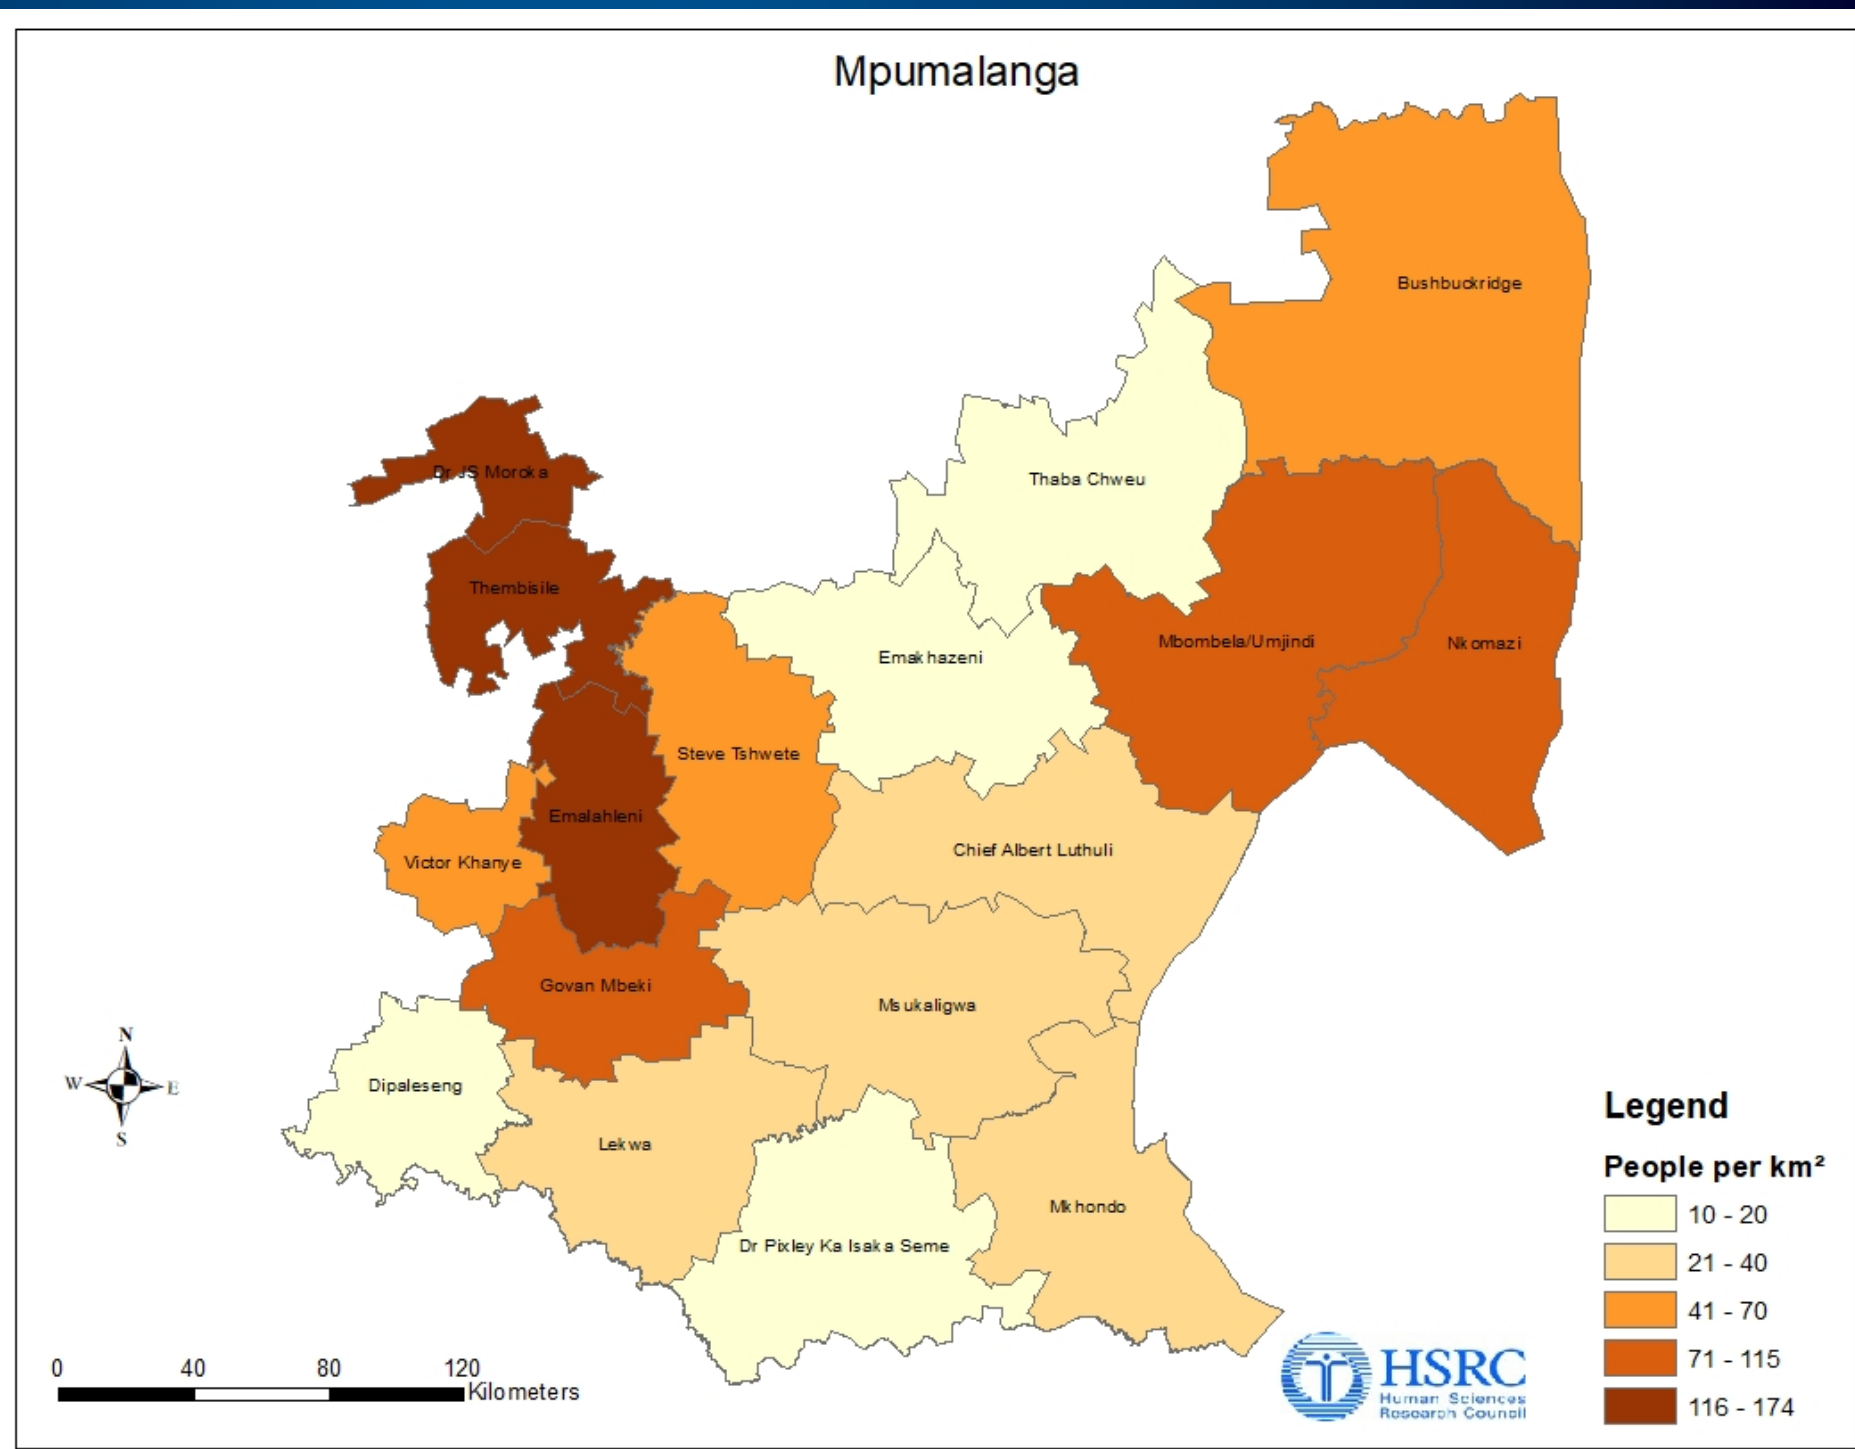 Mpumalanga
Bushbuckridge
Dr JS Moroka
Thaba Chweu
Thembisile
Mbombela/Umjindi
Nkomazi
Emakhazeni
Steve Tshwete
Emalahleni
Chief Albert Luthuli
Victor Khanye
Govan Mbeki
Msukaligwa
Dipaleseng
Lekwa
Mkhondo
Dr Pixley Ka Isaka Seme
N
W E
S
0 40 80 120
Kilometers
HSRC
Human Sciences
Research Council
Legend
People per km²
10 - 20
21 - 40
41 - 70
71 - 115
116 - 174